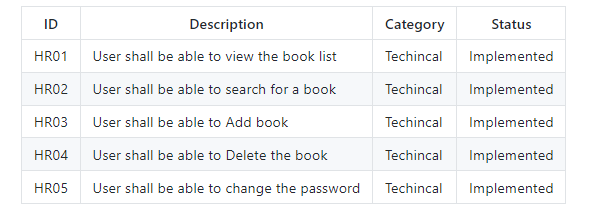 ID Description Category Status
HR01 User shall be able to view the book list Techincal Implemented
HR02 User shall be able to search for a book Techincal Implemented
HR03 User shall be able to Add book Techincal Implemented
HR04 User shall be able to Delete the book Techincal Implemented
HR05 User shall be able to change the password Techincal Implemented